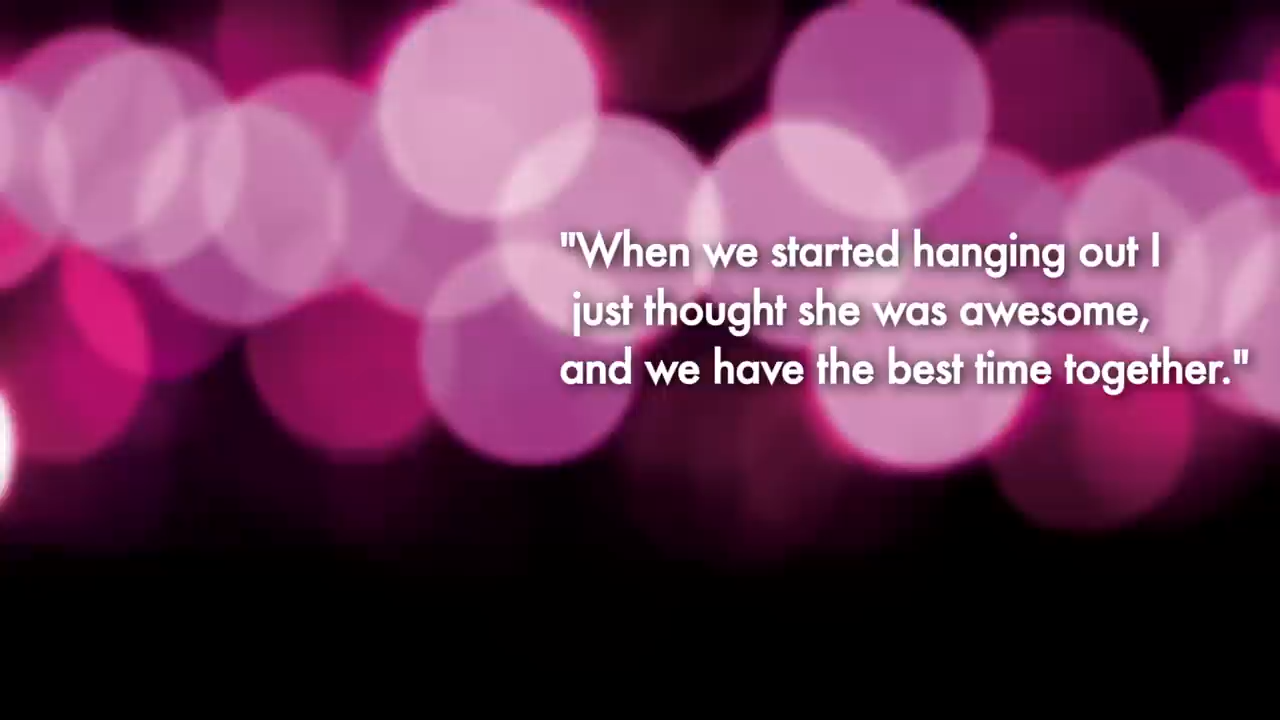 "When we started hanging out I
just thought she was awesome,
and we have the best time together."